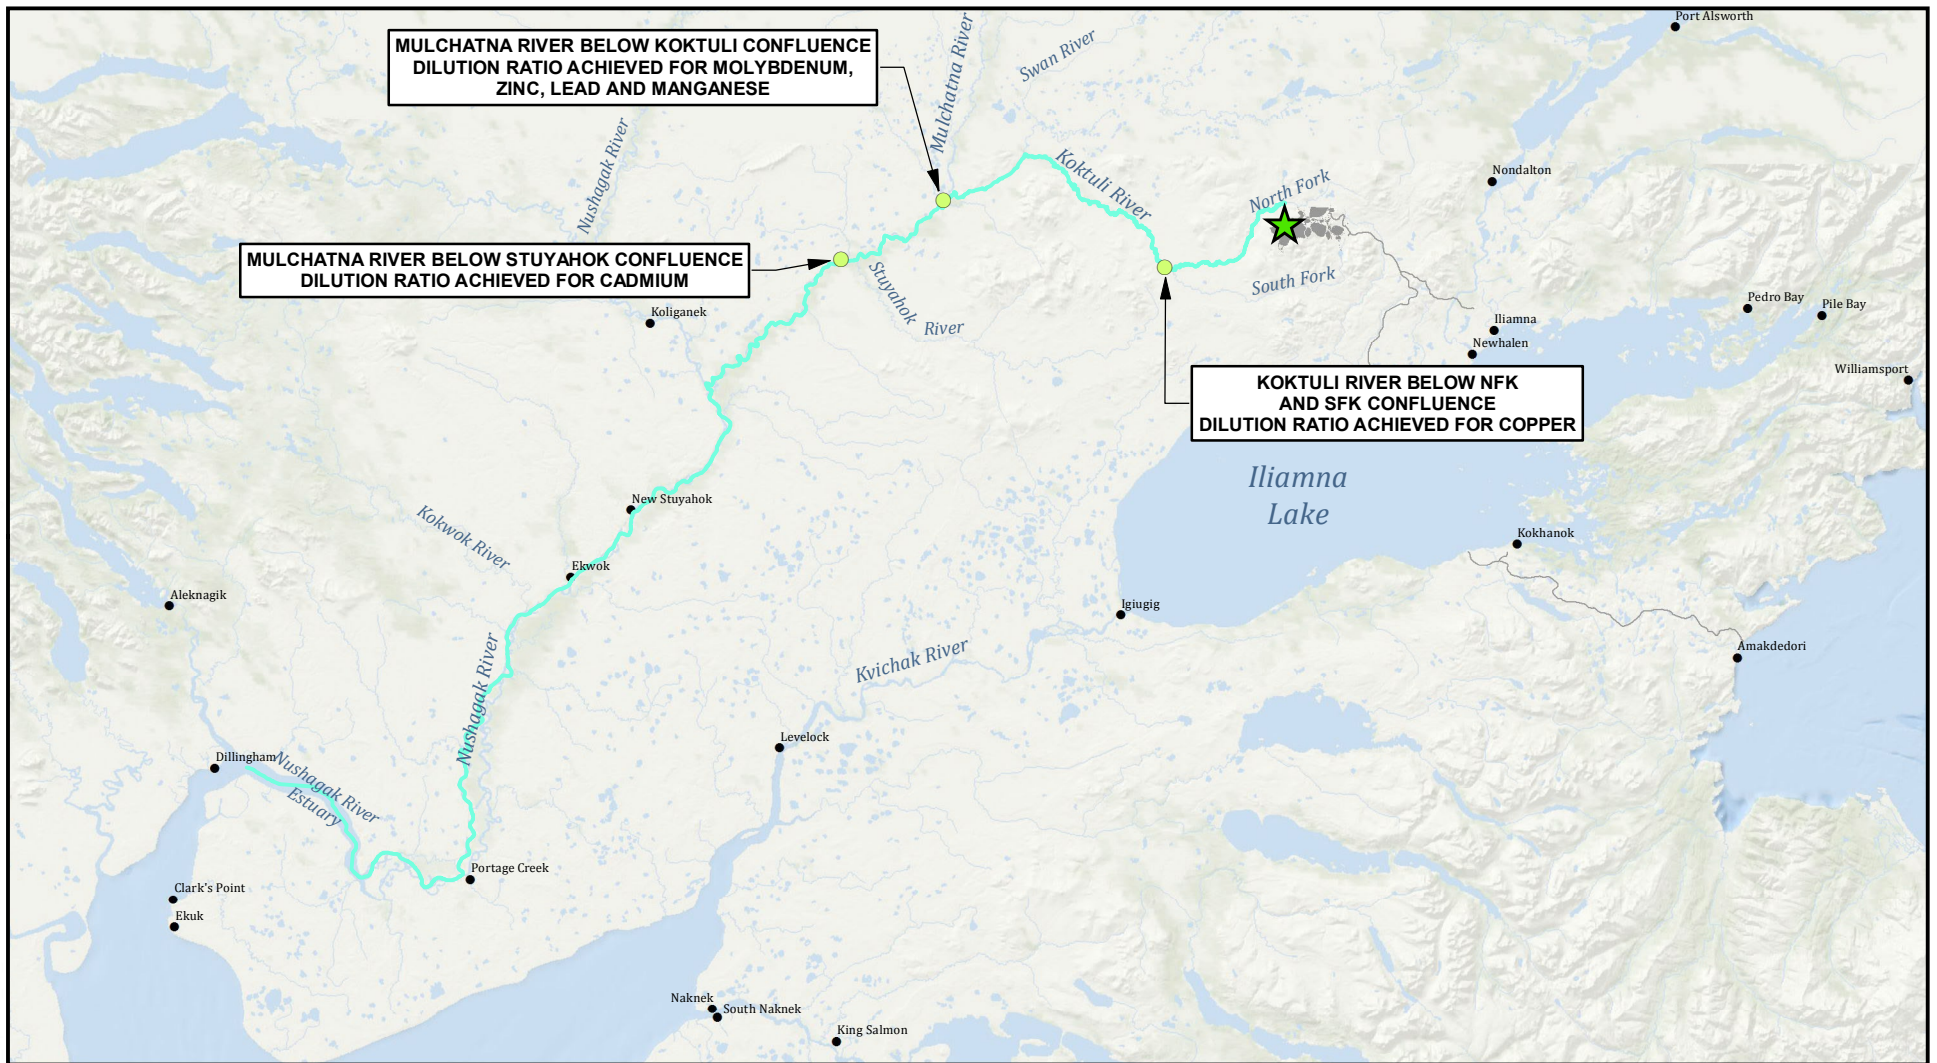 Port Alsworth
MULCHATNA RIVER BELOW KOKTULI CONFLUENCE
DILUTION RATIO ACHIEVED FOR MOLYBDENUM,
ZINC, LEAD AND MANGANESE
Mulchatna River
Swan River
Nushagak River
Koktuli River
North Fork
Nondalton
MULCHATNA RIVER BELOW STUYAHOK CONFLUENCE
DILUTION RATIO ACHIEVED FOR CADMIUM
Stuyahok
River
South Fork
Koliganek
Pedro Bay
Pile Bay
Iliamna
Newhalen
Williamsport
KOKTULI RIVER BELOW NFK
AND SFK CONFLUENCE
DILUTION RATIO ACHIEVED FOR COPPER
Iliamna
Lake
New Stuyahok
Kokwok River
Kokhanok
Ekwok
Aleknagik
Igiugig
Nushagak River
Kvichak River
Amakdedori
Levelock
Dillingham
Nushagak River
Estuary
Portage Creek
Clark's Point
Ekuk
Naknek
South Naknek
King Salmon